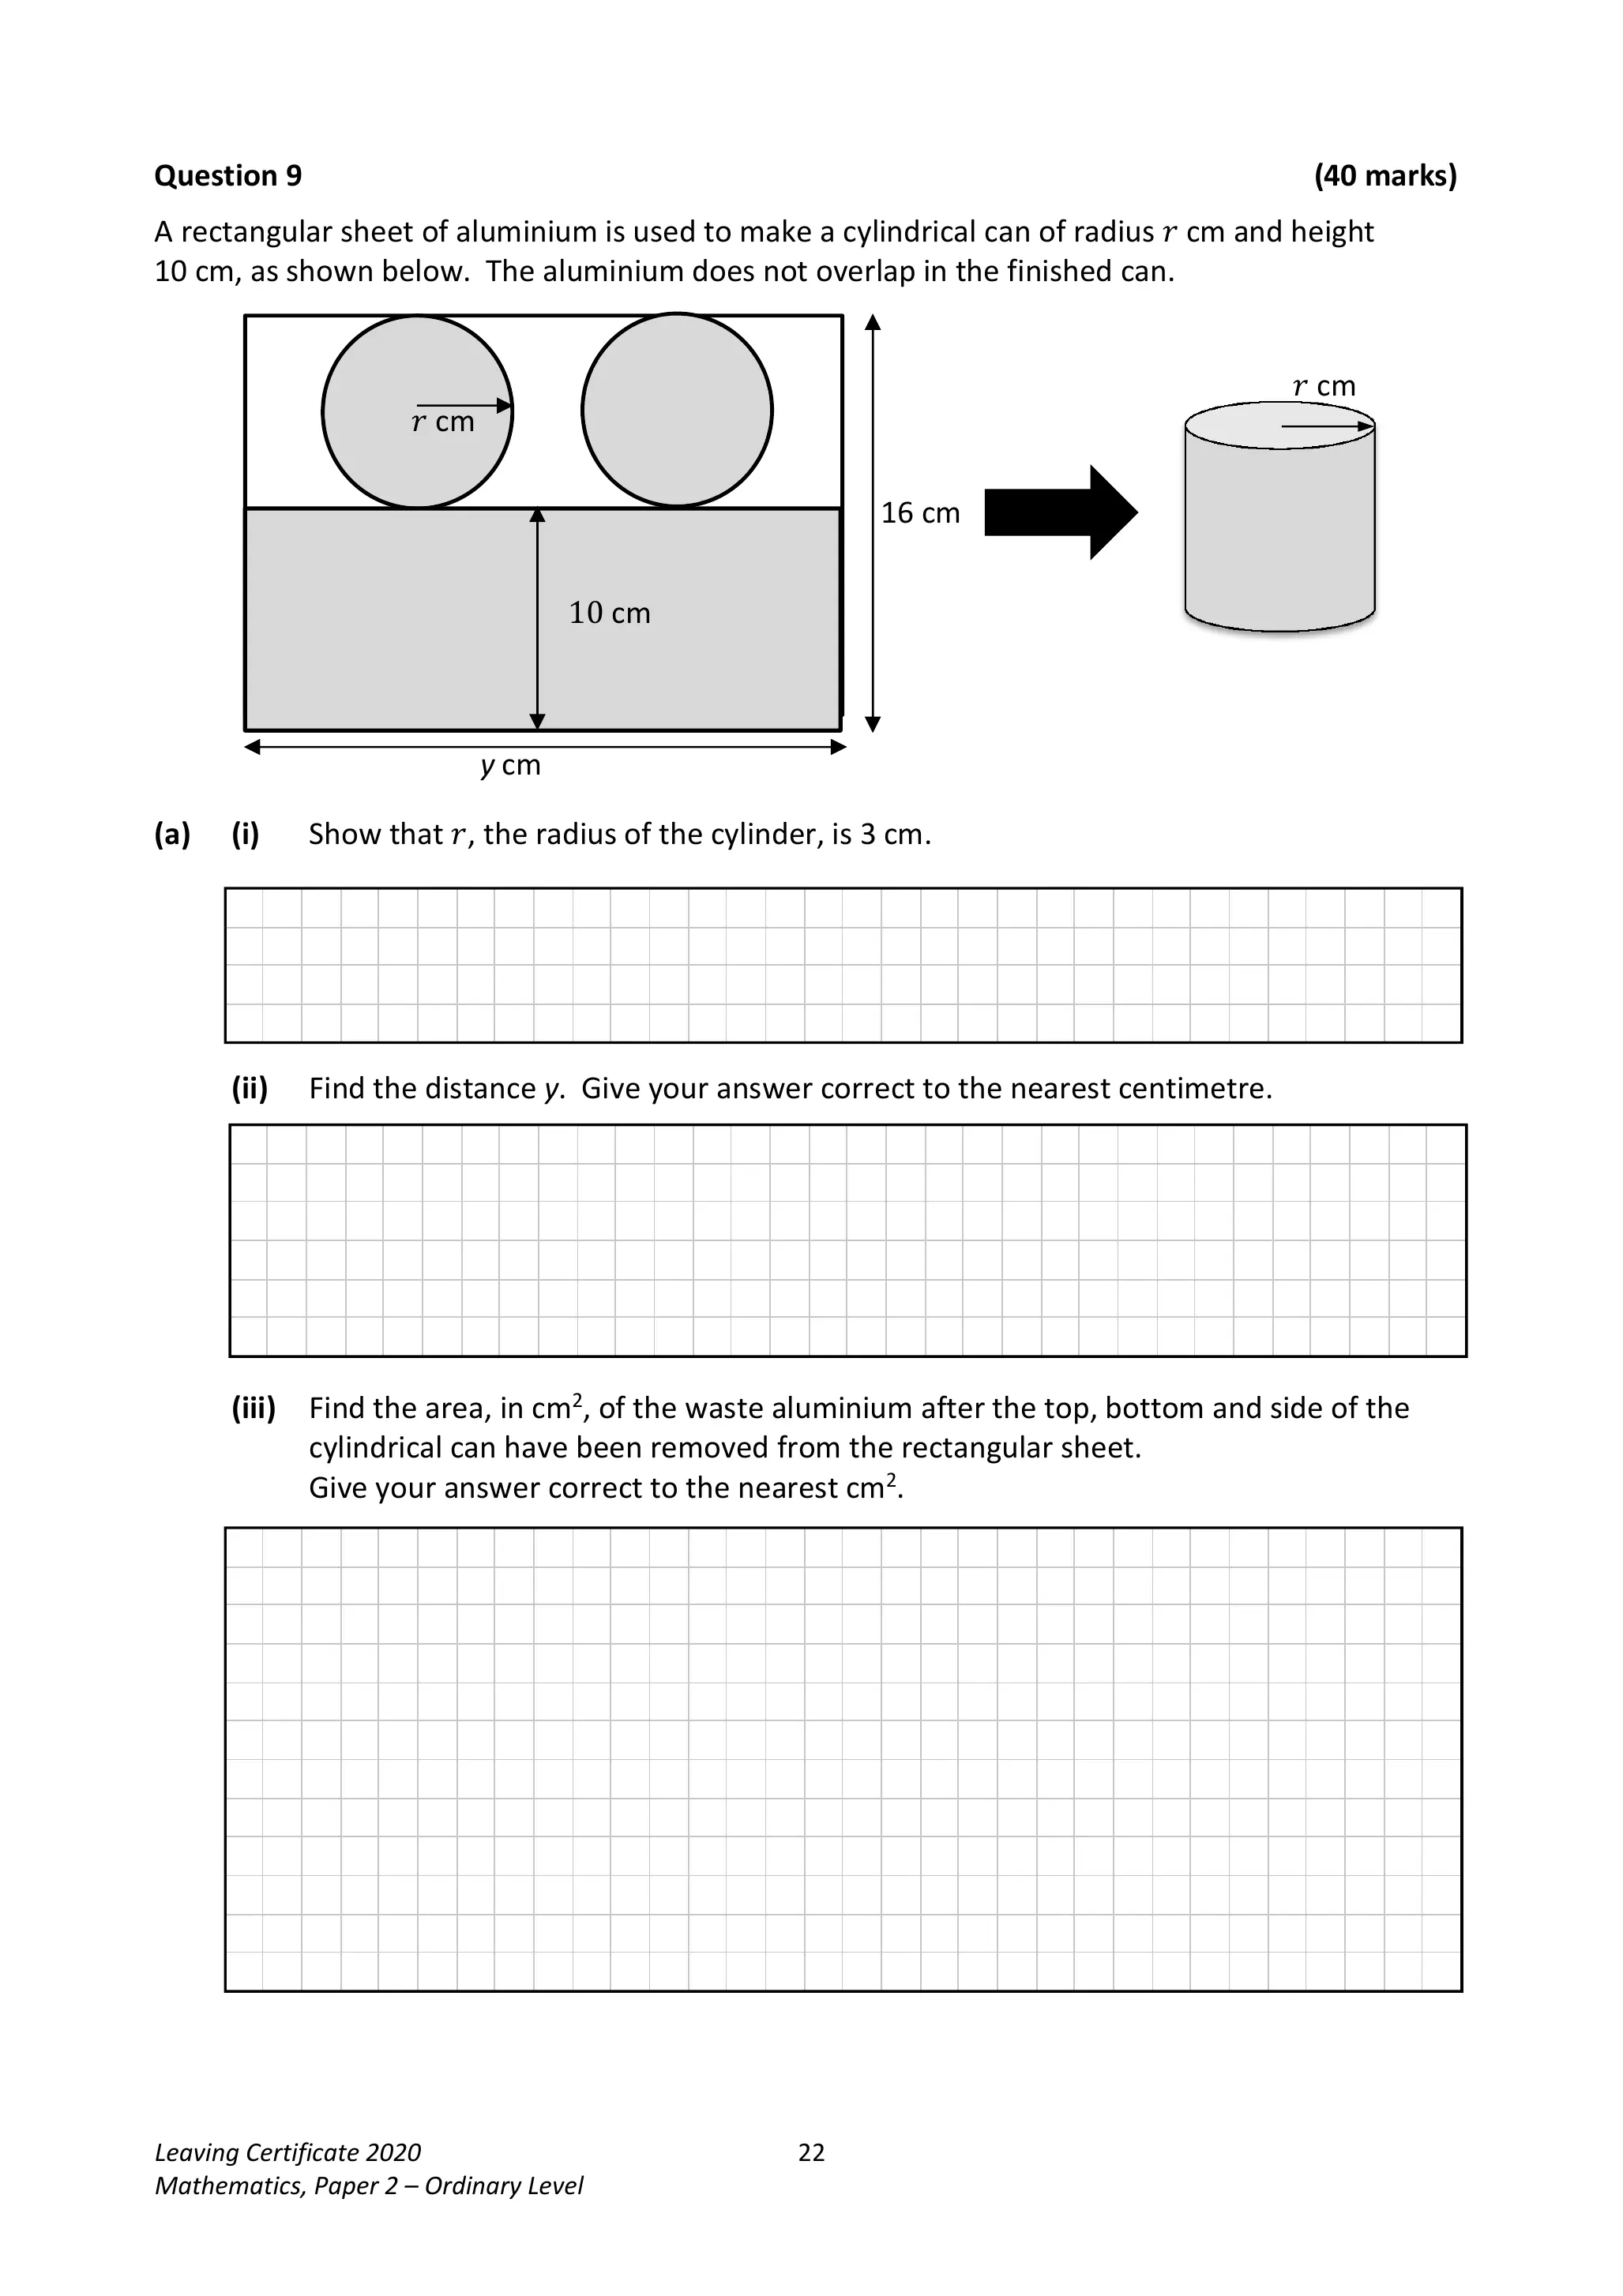 Question 9 (40 marks)
A rectangular sheet of aluminium is used to make a cylindrical can of radius r cm and height
10 cm, as shown below. The aluminium does not overlap in the finished can.
r cm
r cm
16 cm
10 cm
y cm
(a) (i) Show that r, the radius of the cylinder, is 3 cm.
(ii) Find the distance y. Give your answer correct to the nearest centimetre.
(iii) Find the area, in cm², of the waste aluminium after the top, bottom and side of the
cylindrical can have been removed from the rectangular sheet.
Give your answer correct to the nearest cm².
Leaving Certificate 2020 22
Mathematics, Paper 2 – Ordinary Level